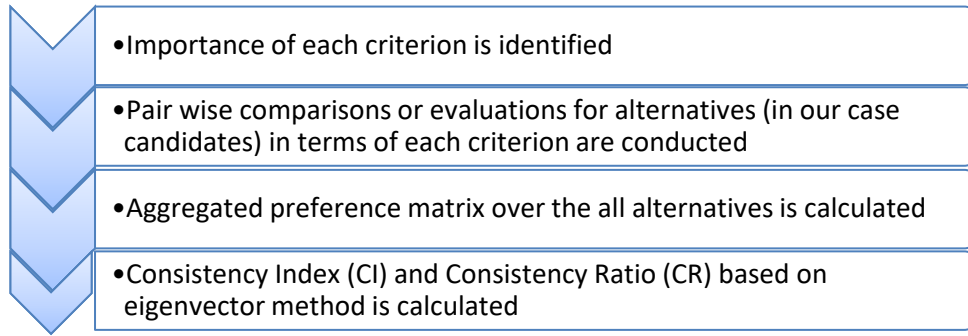 •Importance of each criterion is identified
•Pair wise comparisons or evaluations for alternatives (in our case
candidates) in terms of each criterion are conducted
•Aggregated preference matrix over the all alternatives is calculated
•Consistency Index (CI) and Consistency Ratio (CR) based on
eigenvector method is calculated